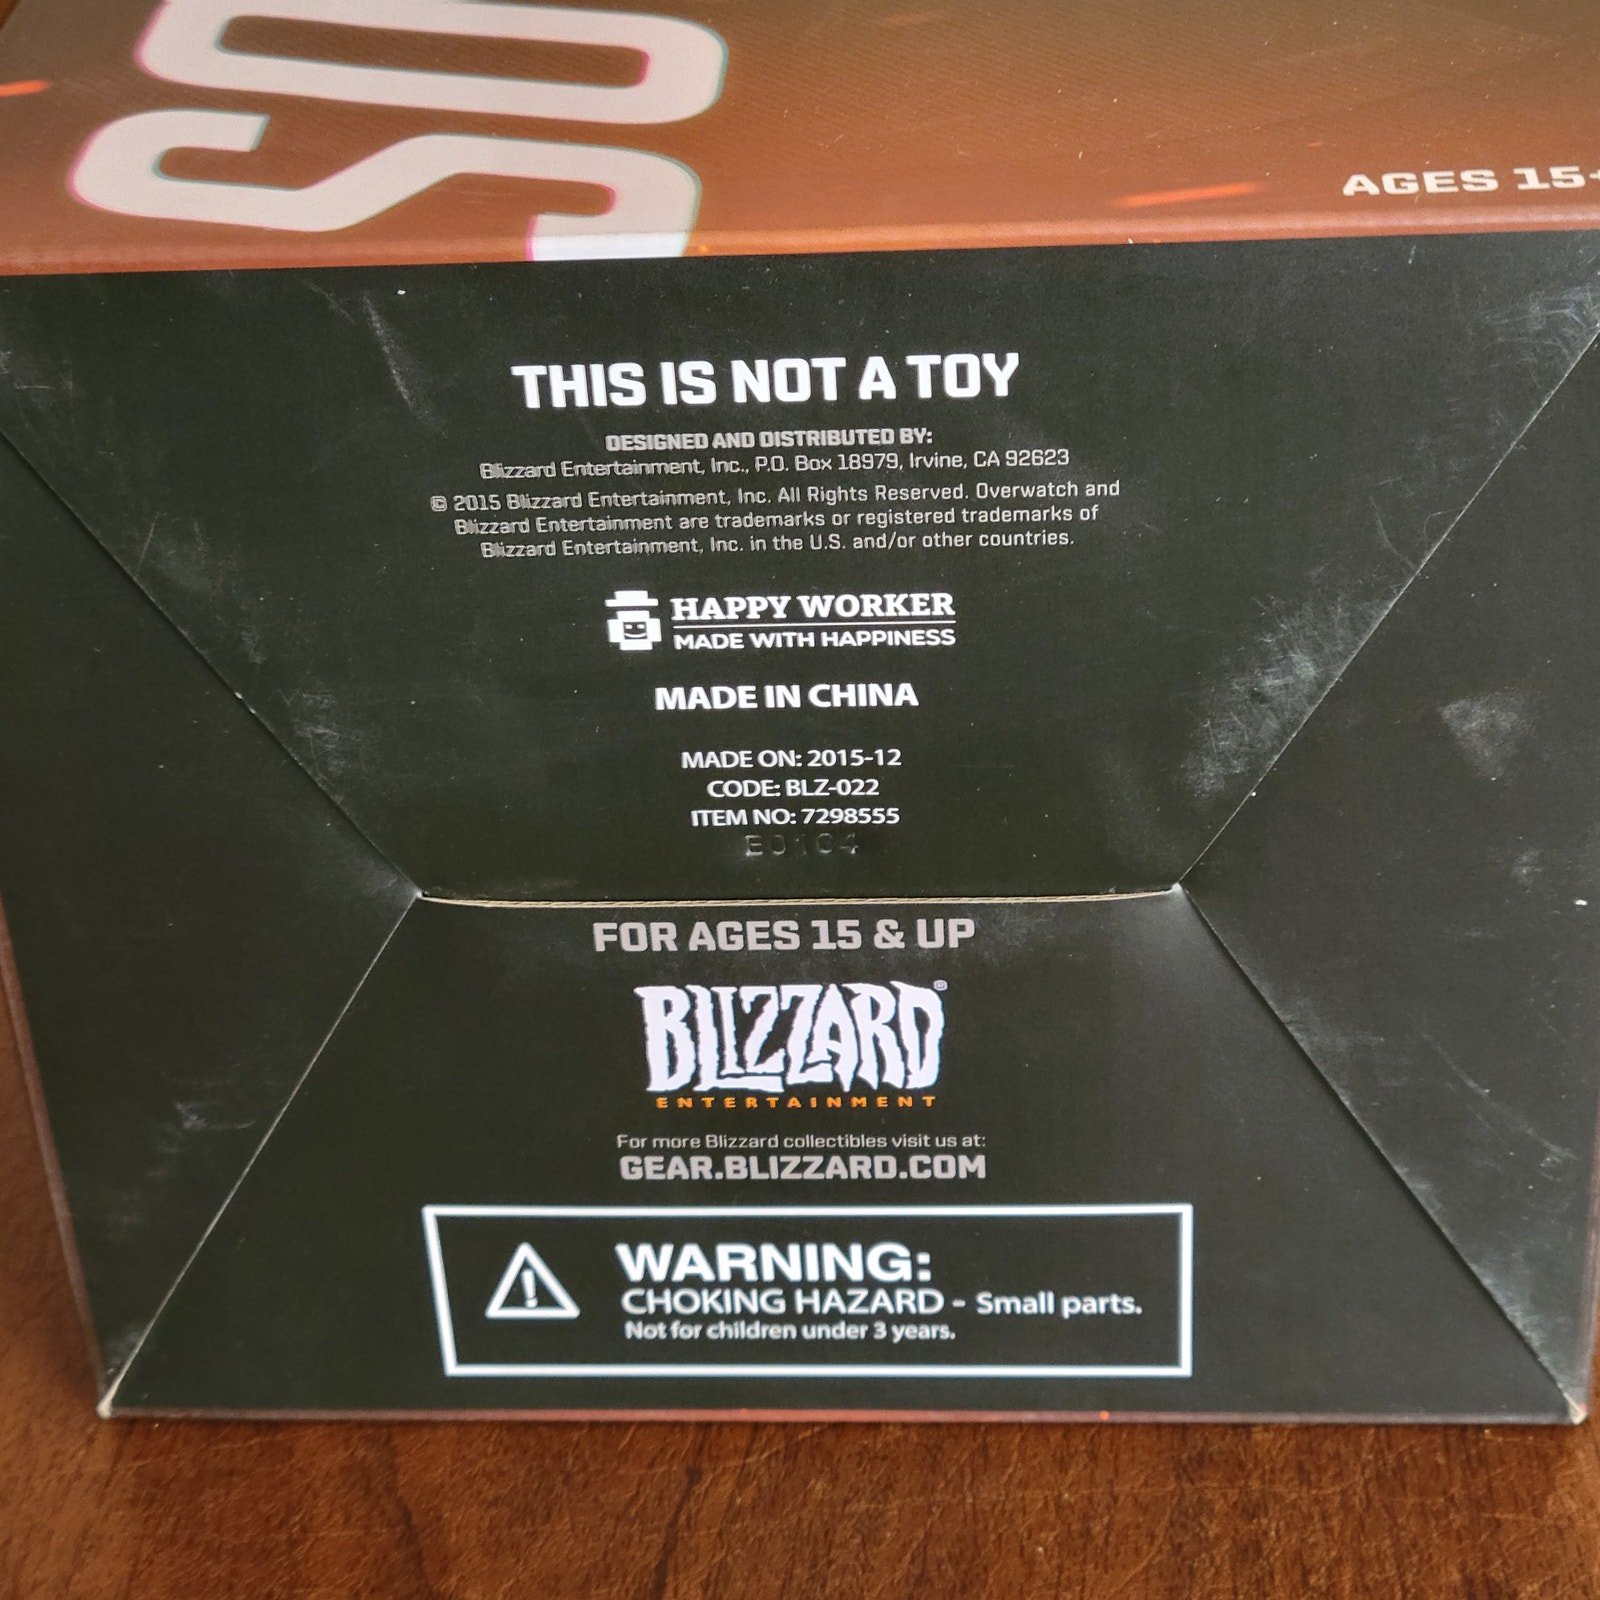 AGES 15+
THIS IS NOT A TOY
DESIGNED AND DISTRIBUTED BY:
Blizzard Entertainment, Inc., P.O. Box 18979, Irvine, CA 92623
© 2015 Blizzard Entertainment, Inc. All Rights Reserved. Overwatch and
Blizzard Entertainment are trademarks or registered trademarks of
Blizzard Entertainment, Inc. in the U.S. and/or other countries.
HAPPY WORKER
MADE WITH HAPPINESS
MADE IN CHINA
MADE ON: 2015-12
CODE: BLZ-022
ITEM NO: 7298555
FOR AGES 15 & UP
BLIZZARD®
ENTERTAINMENT
For more Blizzard collectibles visit us at:
GEAR.BLIZZARD.COM
WARNING:
CHOKING HAZARD - Small parts.
Not for children under 3 years.